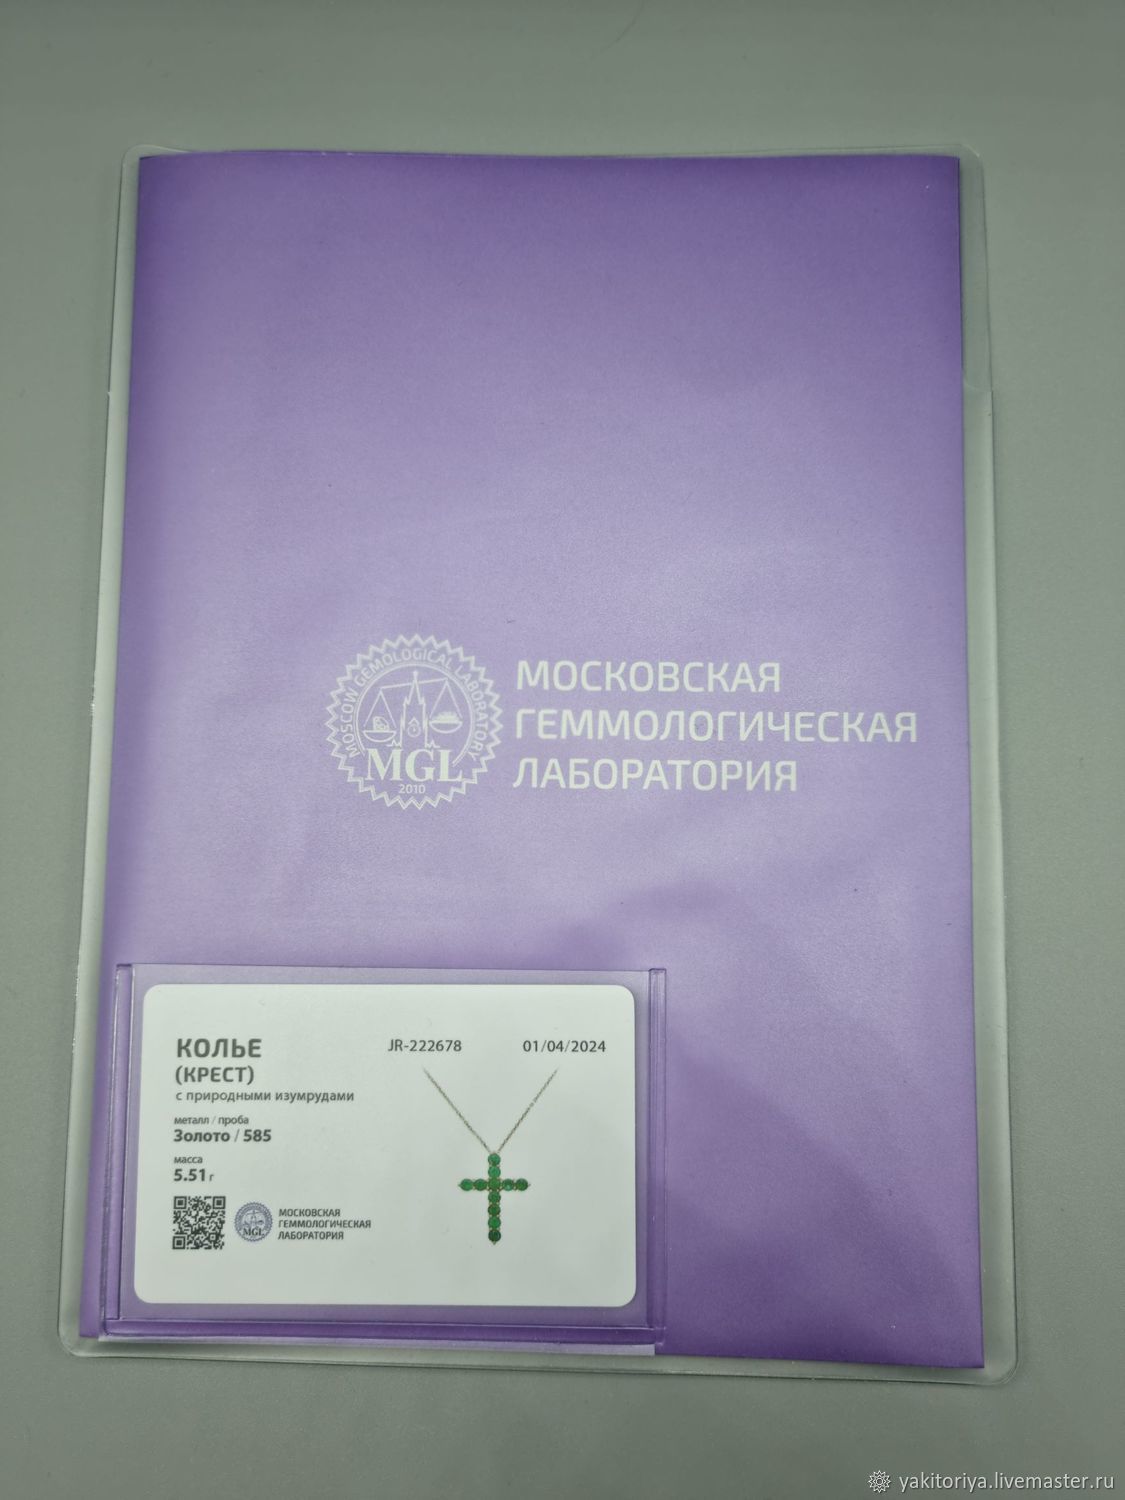 MOSCOW GEMOLOGICAL LABORATORY
MGL
2010
МОСКОВСКАЯ
ГЕММОЛОГИЧЕСКАЯ
ЛАБОРАТОРИЯ
КОЛЬЕ
(КРЕСТ)
с природными изумрудами
JR-222678
01/04/2024
металл / проба
Золото / 585
масса
5.51 г
MGL
МОСКОВСКАЯ
ГЕММОЛОГИЧЕСКАЯ
ЛАБОРАТОРИЯ
yakitoriya.livemaster.ru